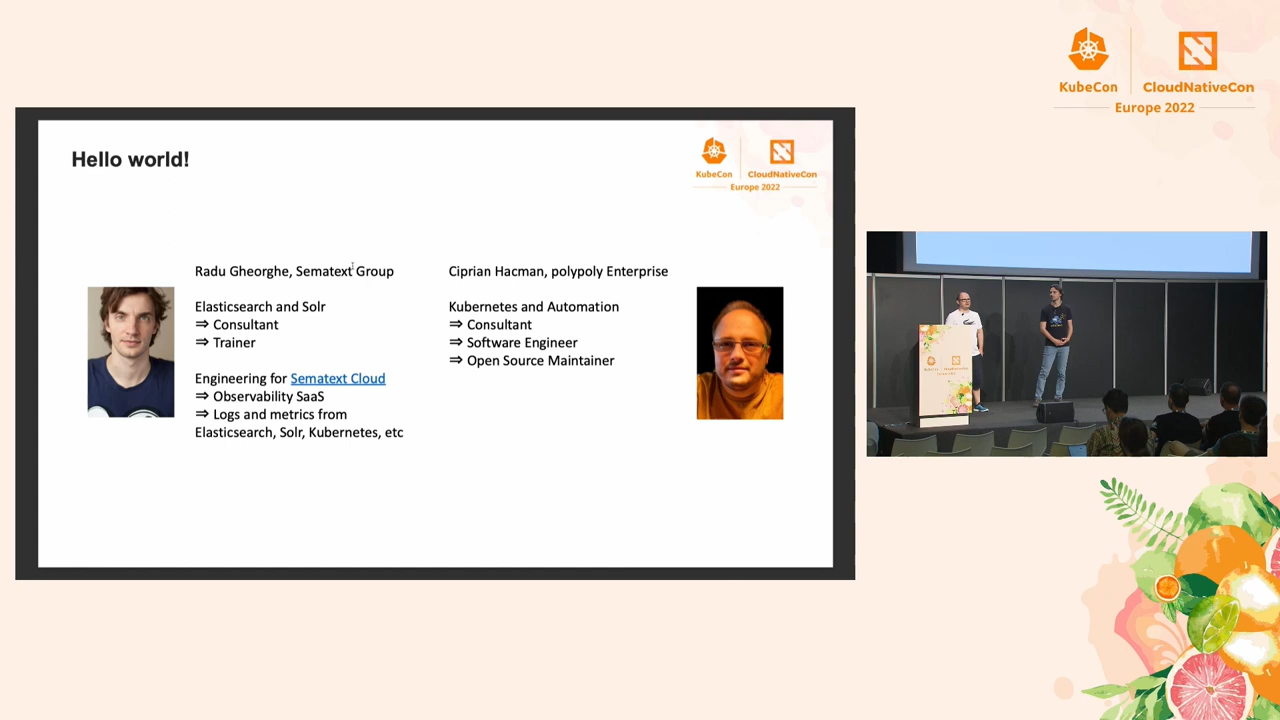 KubeCon
CloudNativeCon
Europe 2022
Hello world!
KubeCon
CloudNativeCon
Europe 2022
Radu Gheorghe, Sematext Group
Elasticsearch and Solr
⇒ Consultant
⇒ Trainer
Engineering for Sematext Cloud
⇒ Observability SaaS
⇒ Logs and metrics from
Elasticsearch, Solr, Kubernetes, etc
Ciprian Hacman, polypoly Enterprise
Kubernetes and Automation
⇒ Consultant
⇒ Software Engineer
⇒ Open Source Maintainer